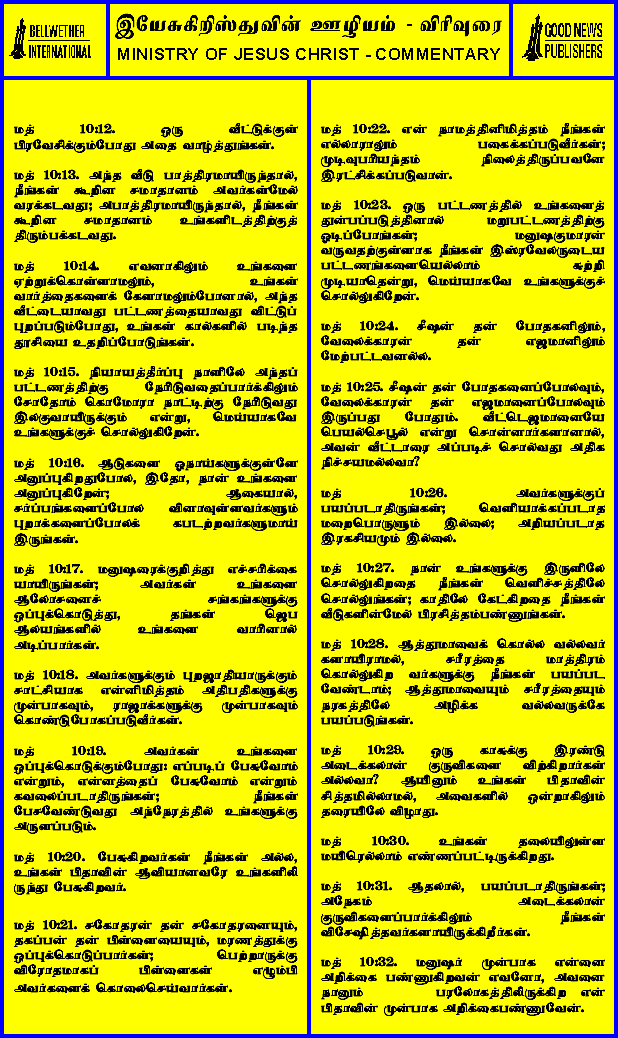 BELLWETHER
INTERNATIONAL
இயேசுகிறிஸ்துவின் ஊழியம் - விரிவுரை
MINISTRY OF JESUS CHRIST - COMMENTARY
GOOD NEWS
PUBLISHERS
மத் 10:12. ஒரு வீட்டுக்குள்
பிரவேசிக்கும்போது அதை வாழ்த்துங்கள்.
மத் 10:13. அந்த வீடு பாத்திரமாயிருந்தால்,
நீங்கள் கூறின சமாதானம் அவர்கள்மேல்
வரக்கடவது; அபாத்திரமாயிருந்தால், நீங்கள்
கூறின சமாதானம் உங்களிடத்திற்குத்
திரும்பக்கடவது.
மத் 10:14. எவனாகிலும் உங்களை
ஏற்றுக்கொள்ளாமலும், உங்கள்
வார்த்தைகளைக் கேளாமலும்போனால், அந்த
வீட்டையாவது பட்டணத்தையாவது விட்டுப்
புறப்படும்போது, உங்கள் கால்களில் படிந்த
தூசியை உதறிப்போடுங்கள்.
மத் 10:15. நியாயத்தீர்ப்பு நாளிலே அந்தப்
பட்டணத்திற்கு நேரிடுவதைப்பார்க்கிலும்
சோதோம் கொமோரா நாட்டிற்கு நேரிடுவது
இலகுவாயிருக்கும் என்று, மெய்யாகவே
உங்களுக்குச் சொல்லுகிறேன்.
மத் 10:16. ஆடுகளை ஓநாய்களுக்குள்ளே
அனுப்புகிறதுபோல, இதோ, நான் உங்களை
அனுப்புகிறேன்; ஆகையால்,
சர்ப்பங்களைப்போல வினாவுள்ளவர்களும்
புறாக்களைப்போலக் கபடற்றவர்களுமாய்
இருங்கள்.
மத் 10:17. மனுஷரைக்குறித்து எச்சரிக்கை
யாயிருங்கள்; அவர்கள் உங்களை
ஆலோசனைச் சங்கங்களுக்கு
ஒப்புக்கொடுத்து, தங்கள் ஜெப
ஆலயங்களில் உங்களை வாரினால்
அடிப்பார்கள்.
மத் 10:18. அவர்களுக்கும் புறஜாதியாருக்கும்
சாட்சியாக என்னிமித்தம் அதிபதிகளுக்கு
முன்பாகவும், ராஜாக்களுக்கு முன்பாகவும்
கொண்டுபோகப்படுவீர்கள்.
மத் 10:19. அவர்கள் உங்களை
ஒப்புக்கொடுக்கும்போது: எப்படிப் பேசுவோம்
என்றும், என்னத்தைப் பேசுவோம் என்றும்
கவலைப்படாதிருங்கள்; நீங்கள்
பேசவேண்டுவது அந்நேரத்தில் உங்களுக்கு
அருளப்படும்.
மத் 10:20. பேசுகிறவர்கள் நீங்கள் அல்ல,
உங்கள் பிதாவின் ஆவியானவரே உங்களிலி
ருந்து பேசுகிறவர்.
மத் 10:21. சகோதரன் தன் சகோதரனையும்,
தகப்பன் தன் பிள்ளையையும், மரணத்துக்கு
ஒப்புக்கொடுப்பார்கள்; பெற்றாருக்கு
விரோதமாகப் பிள்ளைகள் எழும்பி
அவர்களைக் கொலைசெய்வார்கள்.
மத் 10:22. என் நாமத்தினிமித்தம் நீங்கள்
எல்லாராலும் பகைக்கப்படுவீர்கள்;
முடிவுபரியந்தம் நிலைத்திருப்பவனே
இரட்சிக்கப்படுவான்.
மத் 10:23. ஒரு பட்டணத்தில் உங்களைத்
துன்பப்படுத்தினால் மறுபட்டணத்திற்கு
ஓடிப்போங்கள்; மனுஷகுமாரன்
வருவதற்குள்ளாக நீங்கள் இஸ்ரவேலருடைய
பட்டணங்களையெல்லாம் சுற்றி
முடியாதென்று, மெய்யாகவே உங்களுக்குச்
சொல்லுகிறேன்.
மத் 10:24. சீஷன் தன் போதகனிலும்,
வேலைக்காரன் தன் எஜமானிலும்
மேற்பட்டவனல்ல.
மத் 10:25. சீஷன் தன் போதகனைப்போலவும்,
வேலைக்காரன் தன் எஜமானைப்போலவும்
இருப்பது போதும். வீட்டெஜமானையே
பெயல்செபூல் என்று சொன்னார்களானால்,
அவன் வீட்டாரை அப்படிச் சொல்வது அதிக
நிச்சயமல்லவா?
மத் 10:26. அவர்களுக்குப்
பயப்படாதிருங்கள்; வெளியாக்கப்படாத
மறைபொருளும் இல்லை; அறியப்படாத
இரகசியமும் இல்லை.
மத் 10:27. நான் உங்களுக்கு இருளிலே
சொல்லுகிறதை நீங்கள் வெளிச்சத்திலே
சொல்லுங்கள்; காதிலே கேட்கிறதை நீங்கள்
வீடுகளின்மேல் பிரசித்தம்பண்ணுங்கள்.
மத் 10:28. ஆத்துமாவைக் கொல்ல வல்லவர்
களாயிராமல், சரீரத்தை மாத்திரம்
கொல்லுகிற வர்களுக்கு நீங்கள் பயப்பட
வேண்டாம்; ஆத்துமாவையும் சரீரத்தையும்
நரகத்திலே அழிக்க வல்லவருக்கே
பயப்படுங்கள்.
மத் 10:29. ஒரு காசுக்கு இரண்டு
அடைக்கலான் குருவிகளை விற்கிறார்கள்
அல்லவா? ஆயினும் உங்கள் பிதாவின்
சித்தமில்லாமல், அவைகளில் ஒன்றாகிலும்
தரையிலே விழாது.
மத் 10:30. உங்கள் தலையிலுள்ள
மயிரெல்லாம் எண்ணப்பட்டிருக்கிறது.
மத் 10:31. ஆதலால், பயப்படாதிருங்கள்;
அநேகம் அடைக்கலான்
குருவிகளைப்பார்க்கிலும் நீங்கள்
விசேஷித்தவர்களாயிருக்கிறீர்கள்.
மத் 10:32. மனுஷர் முன்பாக என்னை
அறிக்கை பண்ணுகிறவன் எவனோ, அவனை
நானும் பரலோகத்திலிருக்கிற என்
பிதாவின் முன்பாக அறிக்கைபண்ணுவேன்.